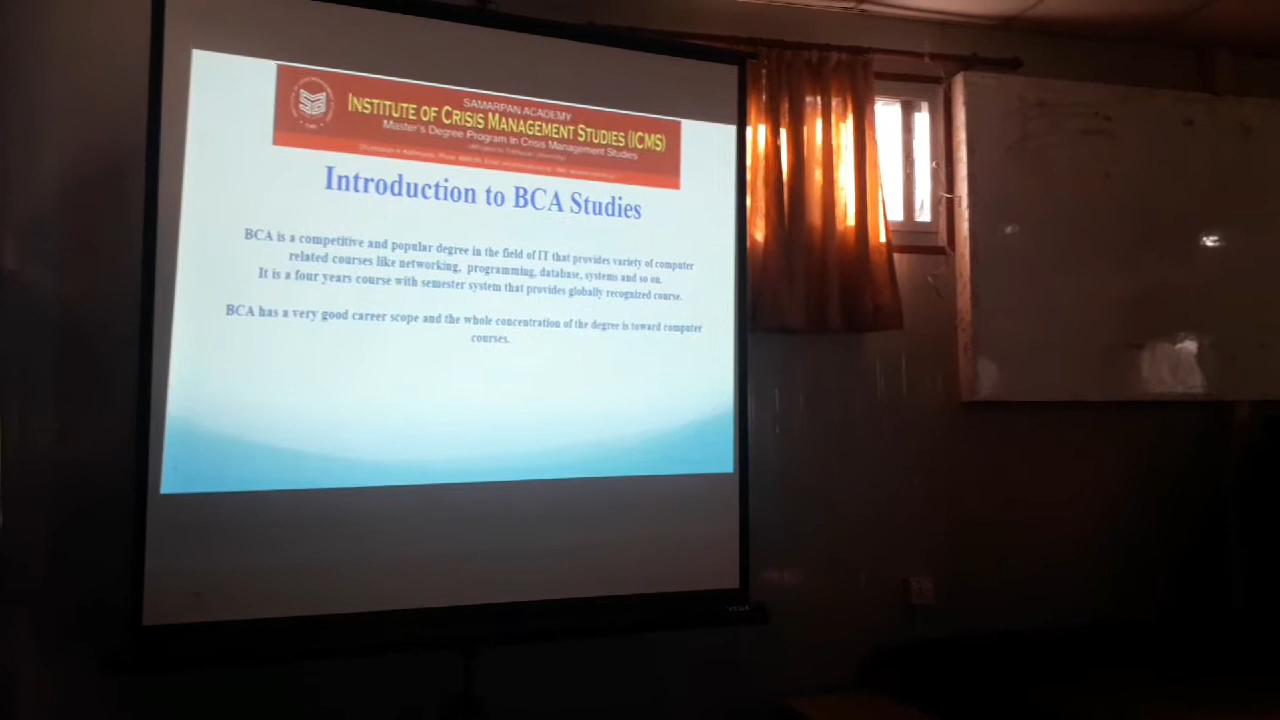 SAMARPAN ACADEMY
INSTITUTE OF CRISIS MANAGEMENT STUDIES (ICMS)
Master's Degree Program In Crisis Management Studies
Introduction to BCA Studies
BCA is a competitive and popular degree in the field of IT that provides variety of computer
related courses like networking, programming, database, systems and so on.
It is a four years course with semester system that provides globally recognized course.
BCA has a very good career scope and the whole concentration of the degree is toward computer
courses.